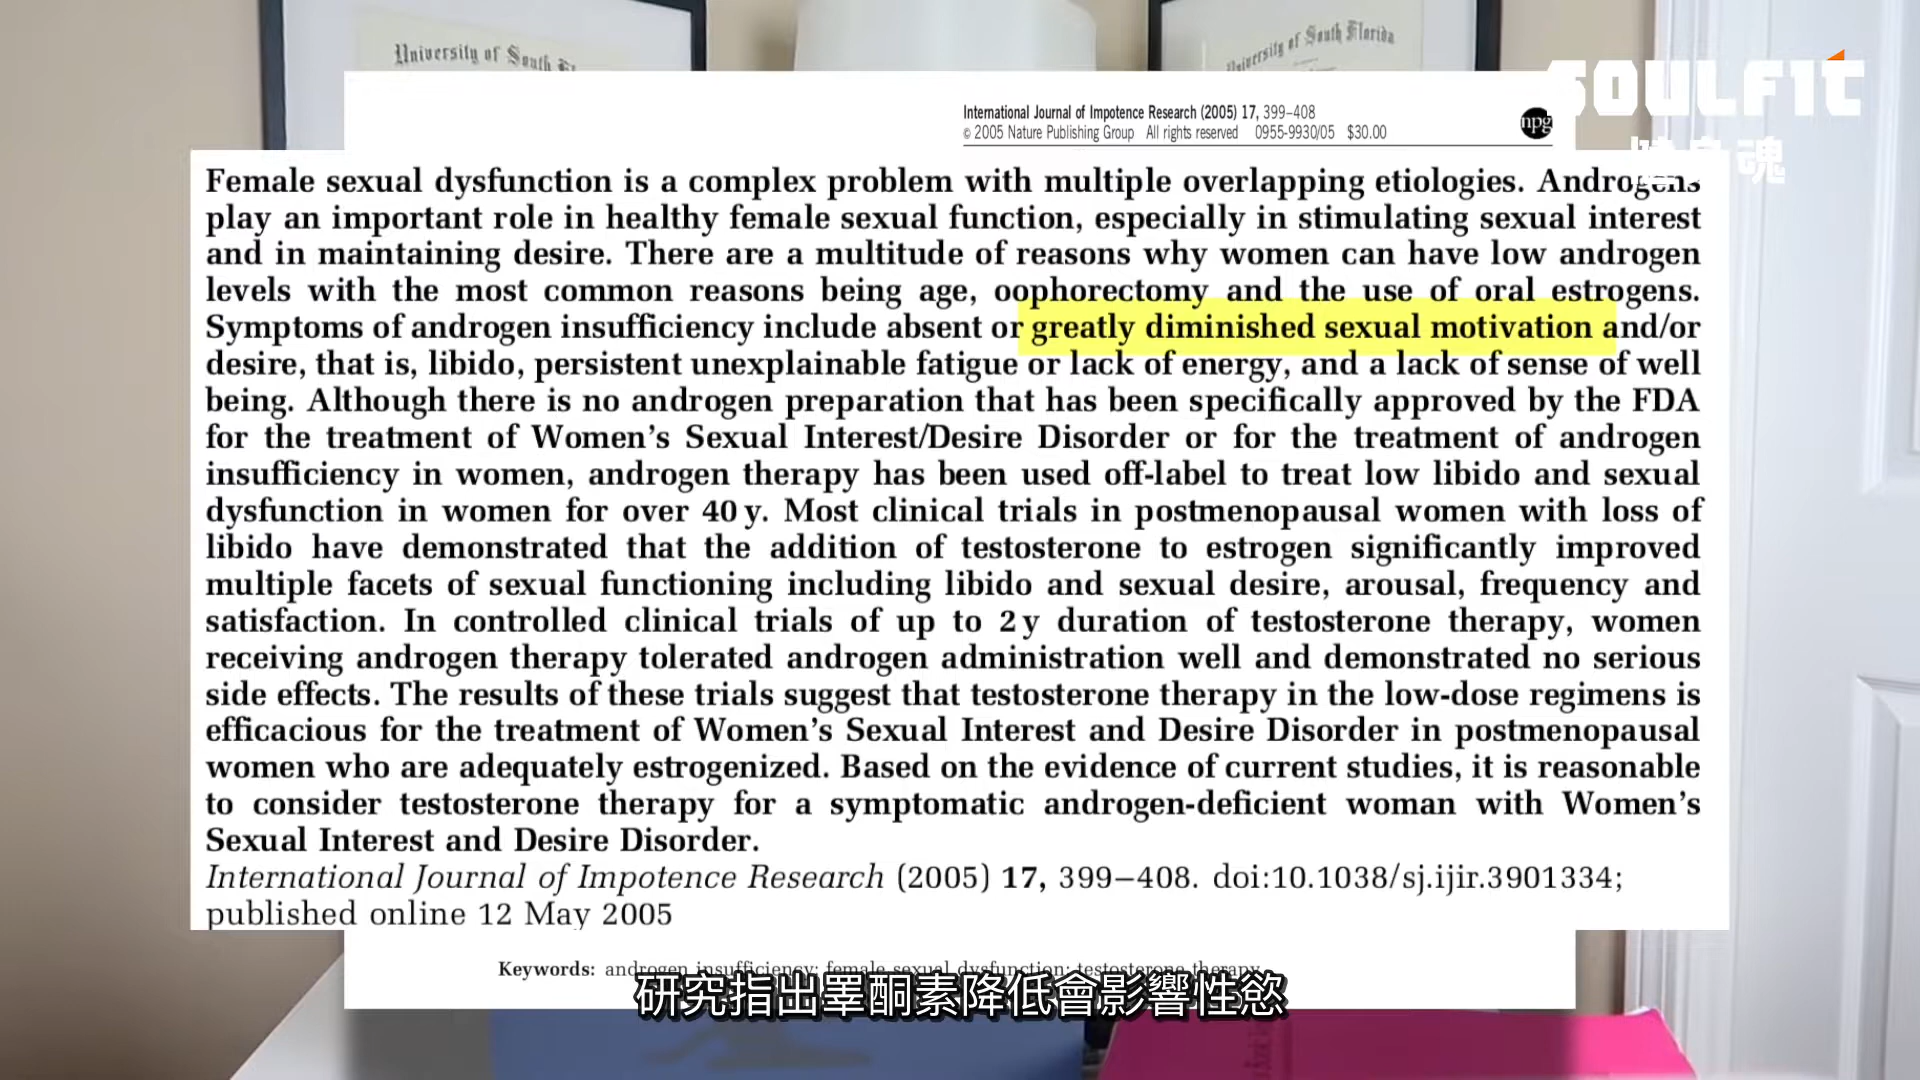 University of South Fl
University of South Florida
SOULFIT
International Journal of Impotence Research (2005) 17, 399–408
© 2005 Nature Publishing Group All rights reserved 0955-9930/05 $30.00
npg
魂
Female sexual dysfunction is a complex problem with multiple overlapping etiologies. Androgens
play an important role in healthy female sexual function, especially in stimulating sexual interest
and in maintaining desire. There are a multitude of reasons why women can have low androgen
levels with the most common reasons being age, oophorectomy and the use of oral estrogens.
Symptoms of androgen insufficiency include absent or greatly diminished sexual motivation and/or
desire, that is, libido, persistent unexplainable fatigue or lack of energy, and a lack of sense of well
being. Although there is no androgen preparation that has been specifically approved by the FDA
for the treatment of Women's Sexual Interest/Desire Disorder or for the treatment of androgen
insufficiency in women, androgen therapy has been used off-label to treat low libido and sexual
dysfunction in women for over 40 y. Most clinical trials in postmenopausal women with loss of
libido have demonstrated that the addition of testosterone to estrogen significantly improved
multiple facets of sexual functioning including libido and sexual desire, arousal, frequency and
satisfaction. In controlled clinical trials of up to 2 y duration of testosterone therapy, women
receiving androgen therapy tolerated androgen administration well and demonstrated no serious
side effects. The results of these trials suggest that testosterone therapy in the low-dose regimens is
efficacious for the treatment of Women's Sexual Interest and Desire Disorder in postmenopausal
women who are adequately estrogenized. Based on the evidence of current studies, it is reasonable
to consider testosterone therapy for a symptomatic androgen-deficient woman with Women's
Sexual Interest and Desire Disorder.
International Journal of Impotence Research (2005) 17, 399–408. doi:10.1038/sj.ijir.3901334;
published online 12 May 2005
Keywords: androgen insufficiency; female sexual dysfunction; testosterone therapy
研究指出睪酮素降低會影響性慾